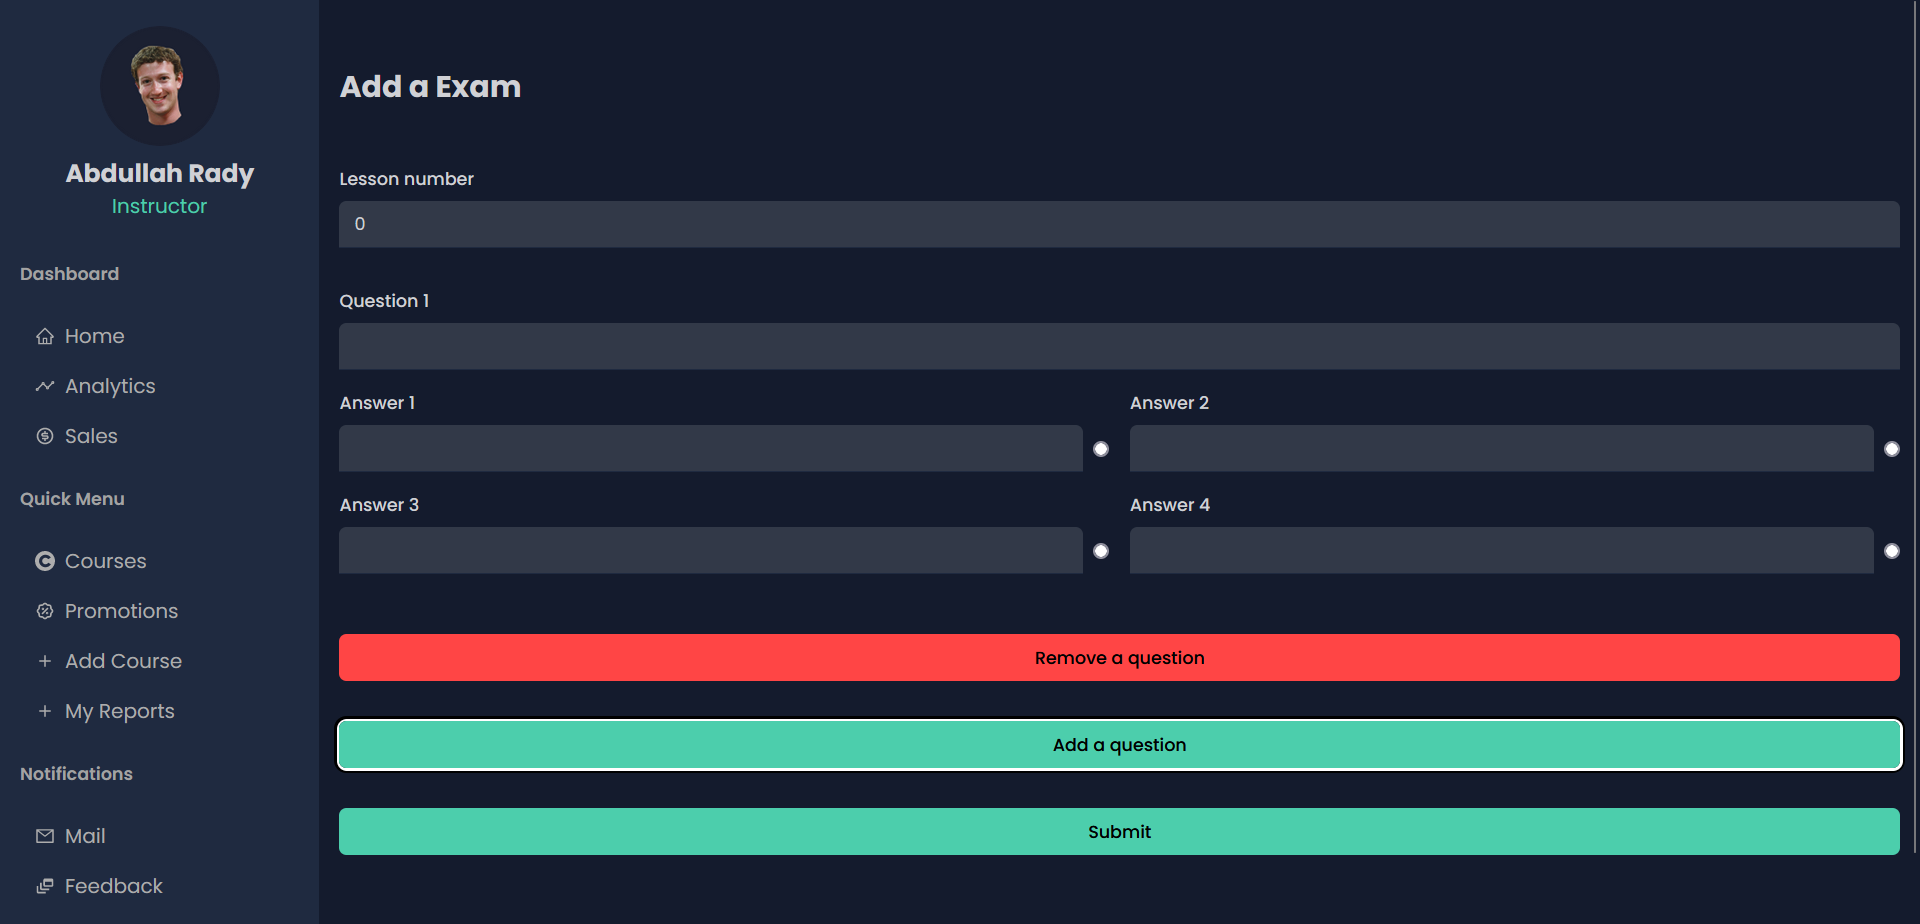 Abdullah Rady
Instructor
Dashboard
Home
Analytics
Sales
Quick Menu
Courses
Promotions
Add Course
My Reports
Notifications
Mail
Feedback
Add a Exam
Lesson number
0
Question 1
Answer 1
Answer 2
Answer 3
Answer 4
Remove a question
Add a question
Submit